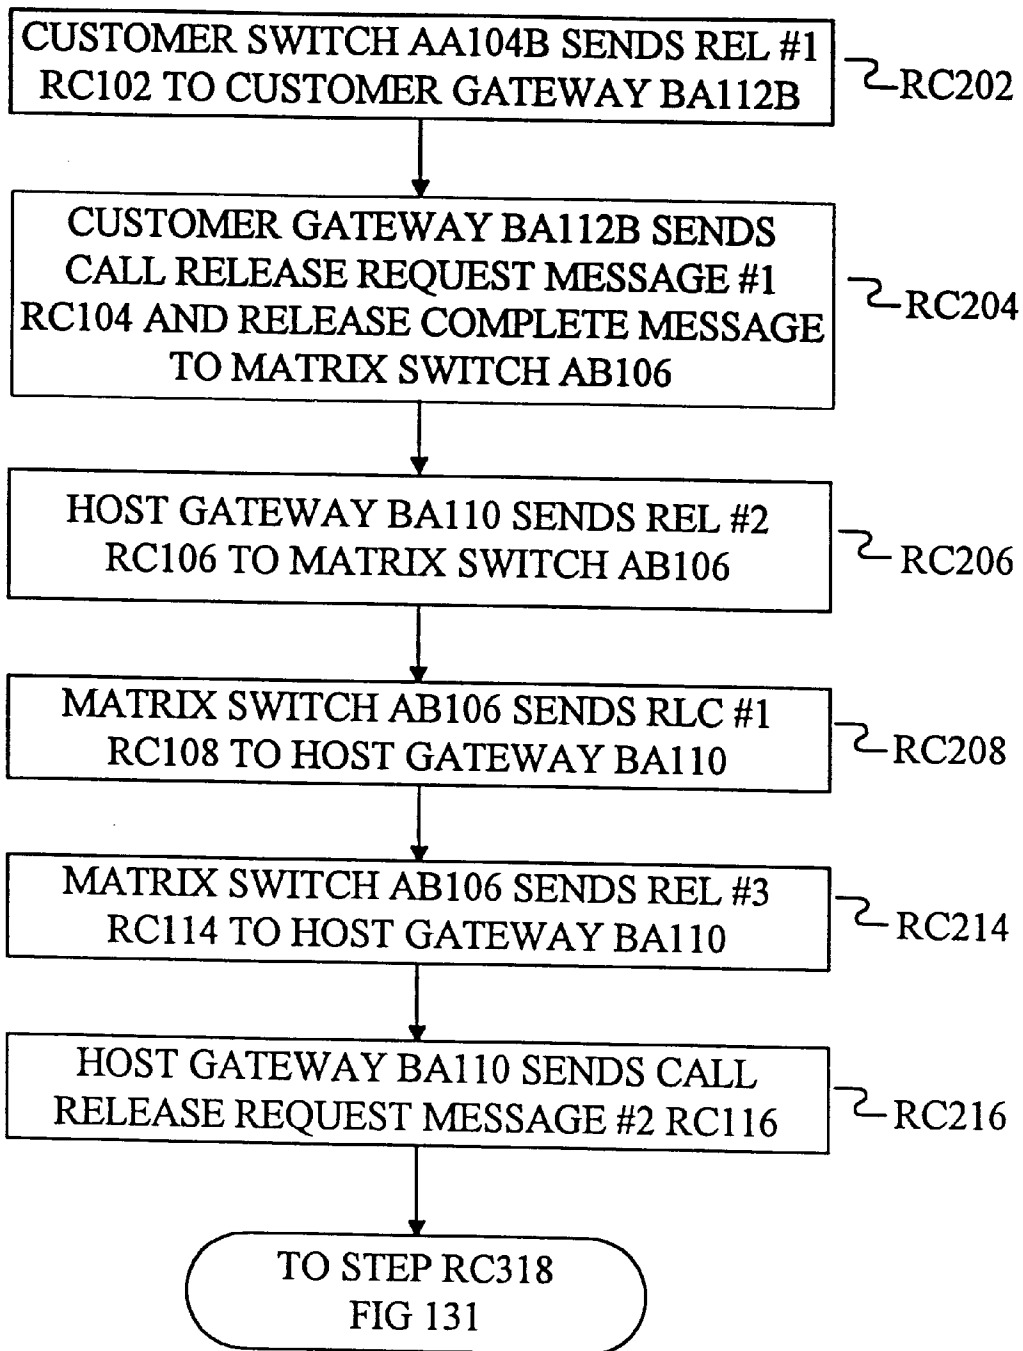 CUSTOMER SWITCH AA104B SENDS REL #1
RC102 TO CUSTOMER GATEWAY BA112B
RC202
CUSTOMER GATEWAY BA112B SENDS
CALL RELEASE REQUEST MESSAGE #1
RC104 AND RELEASE COMPLETE MESSAGE
TO MATRIX SWITCH AB106
RC204
HOST GATEWAY BA110 SENDS REL #2
RC106 TO MATRIX SWITCH AB106
RC206
MATRIX SWITCH AB106 SENDS RLC #1
RC108 TO HOST GATEWAY BA110
RC208
MATRIX SWITCH AB106 SENDS REL #3
RC114 TO HOST GATEWAY BA110
RC214
HOST GATEWAY BA110 SENDS CALL
RELEASE REQUEST MESSAGE #2 RC116
RC216
TO STEP RC318
FIG 131